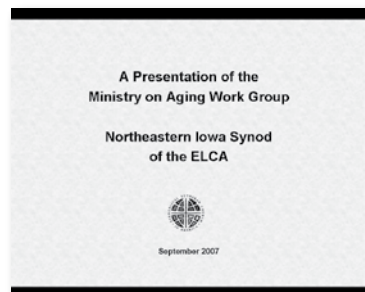 A Presentation of the
Ministry on Aging Work Group
Northeastern Iowa Synod
of the ELCA
September 2007